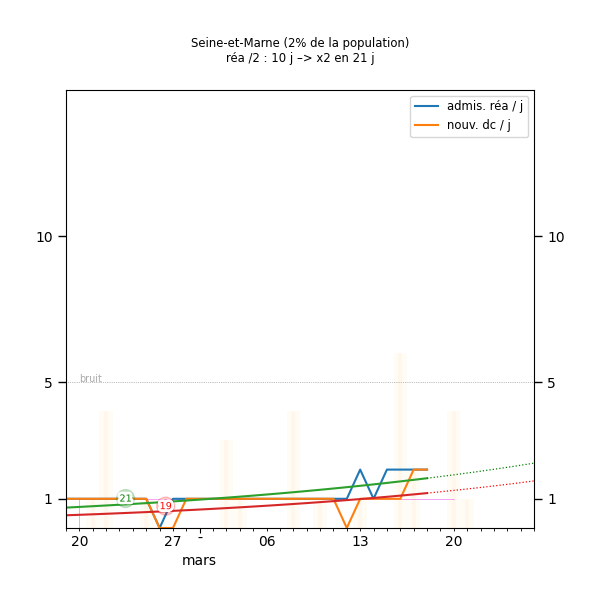 Seine-et-Marne (2% de la population)
réa /2 : 10 j −> x2 en 21 j
admis. réa / j
nouv. dc / j
10
10
bruit
5
5
21
19
1
1
20
27
-
06
13
20
mars